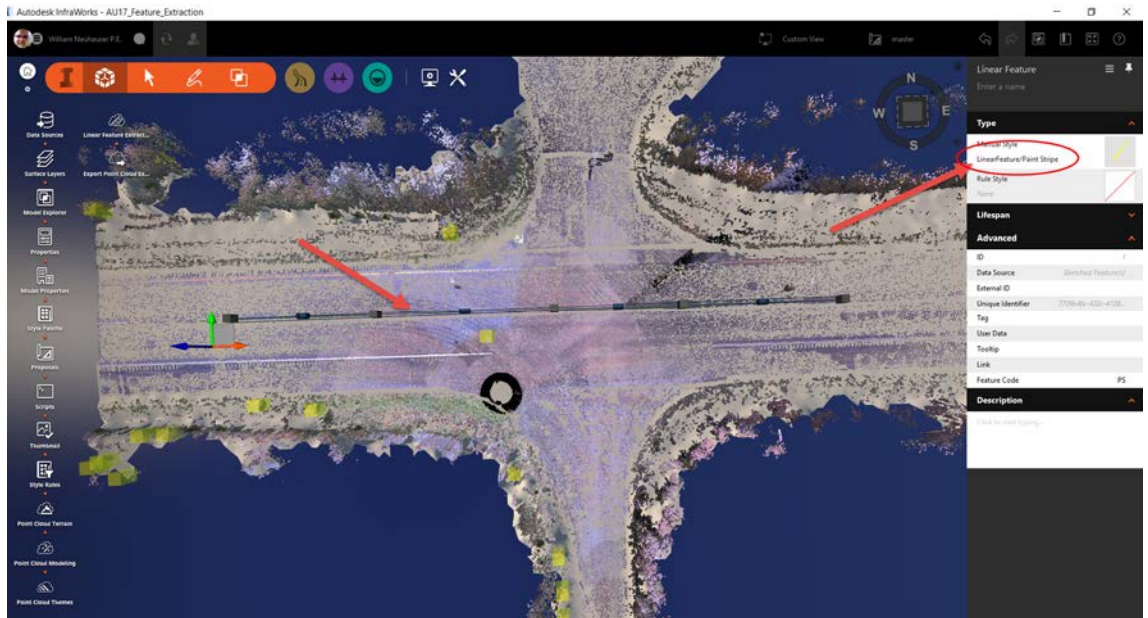 Autodesk InfraWorks - AU17_Feature_Extraction
William Neuhauser P.E.
Custom View
master
Data Sources
Linear Feature Extract...
Surface Layers
Export Point Cloud Ex...
Model Explorer
Properties
Model Properties
Style Palette
Proposals
Scripts
Thumbnail
Style Rules
Point Cloud Terrain
Point Cloud Modeling
Point Cloud Themes
N
W
E
S
Linear Feature
Enter a name
Type
Manual Style
LinearFeature/Paint Stripe
Rule Style
None
Lifespan
Advanced
ID 1
Data Source Sketched Feature(s)
External ID
Unique Identifier
Tag
User Data
Tooltip
Link
Feature Code PS
Description
Click to start typing...